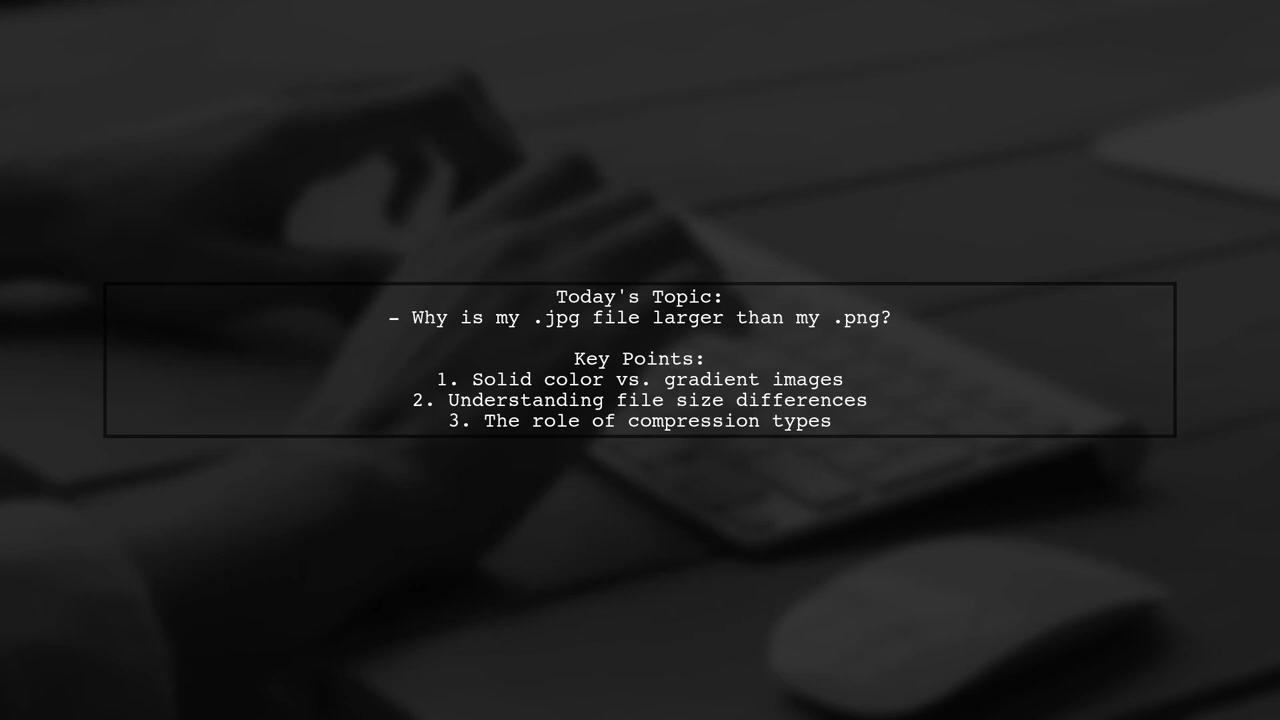 Today's Topic:
- Why is my .jpg file larger than my .png?
Key Points:
1. Solid color vs. gradient images
2. Understanding file size differences
3. The role of compression types